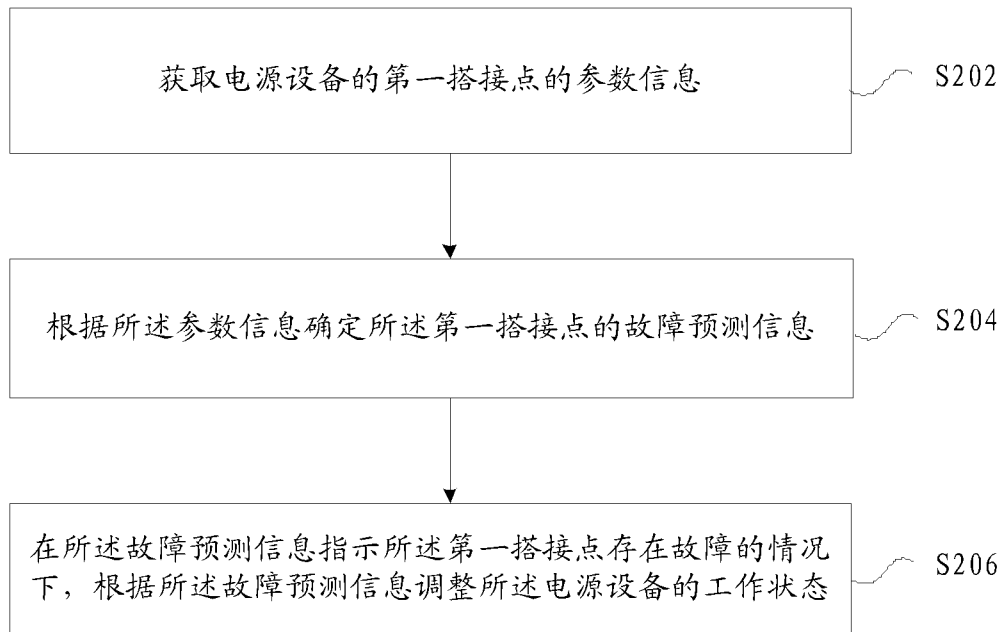 获取电源设备的第一搭接点的参数信息
S202
根据所述参数信息确定所述第一搭接点的故障预测信息
S204
在所述故障预测信息指示所述第一搭接点存在故障的情况
下，根据所述故障预测信息调整所述电源设备的工作状态
S206